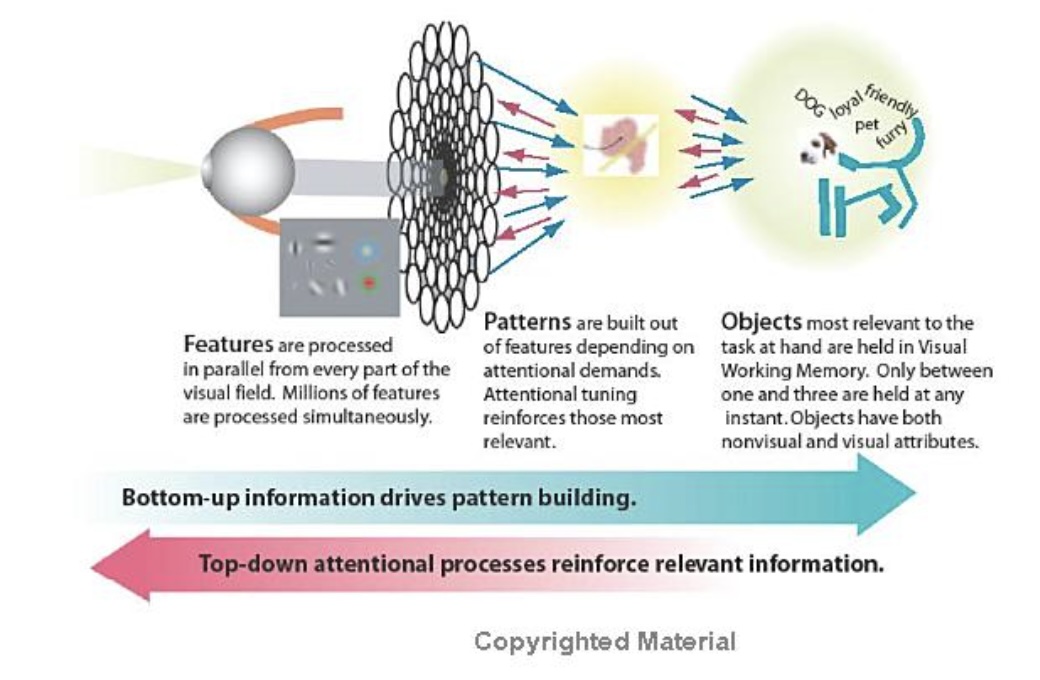 DOG
loyal
friendly
pet
furry
Features are processed
in parallel from every part of the
visual field. Millions of features
are processed simultaneously.
Patterns are built out
of features depending on
attentional demands.
Attentional tuning
reinforces those most
relevant.
Objects most relevant to the
task at hand are held in Visual
Working Memory. Only between
one and three are held at any
instant. Objects have both
nonvisual and visual attributes.
Bottom-up information drives pattern building.
Top-down attentional processes reinforce relevant information.
Copyrighted Material